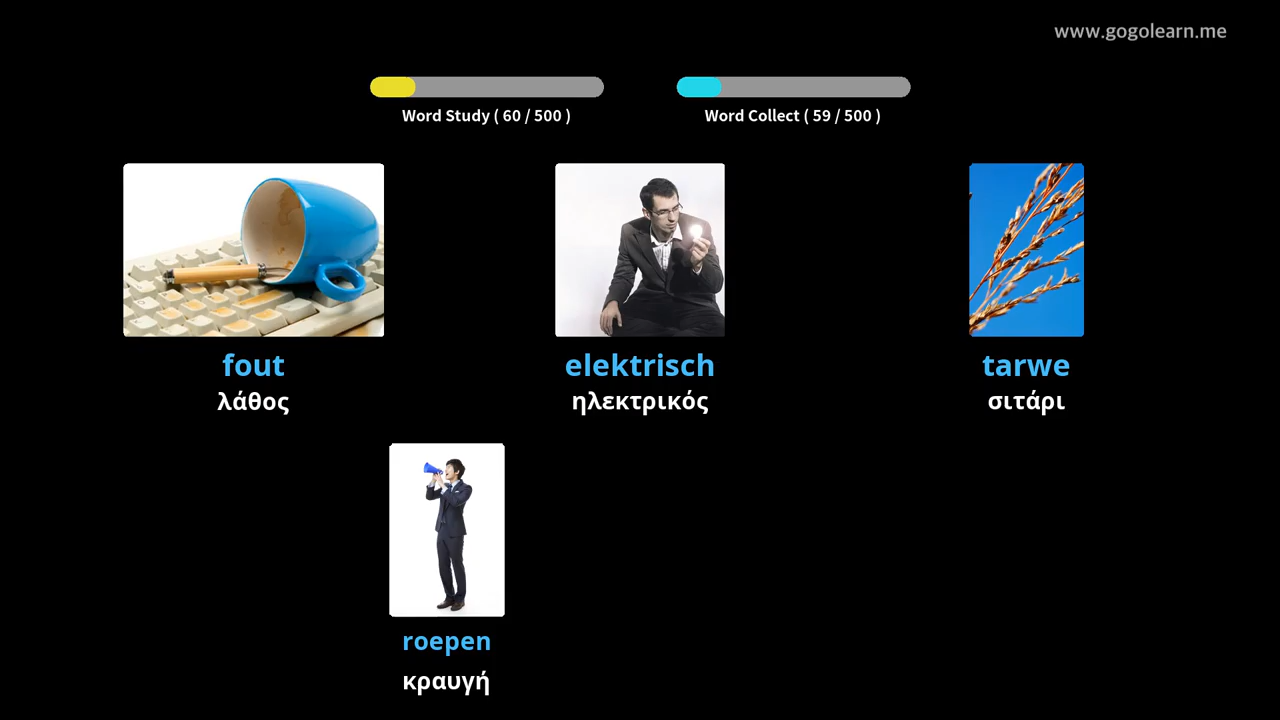 www.gogolearn.me
Word Study ( 60 / 500 )
Word Collect ( 59 / 500 )
fout
λάθος
elektrisch
ηλεκτρικός
tarwe
σιτάρι
roepen
κραυγή